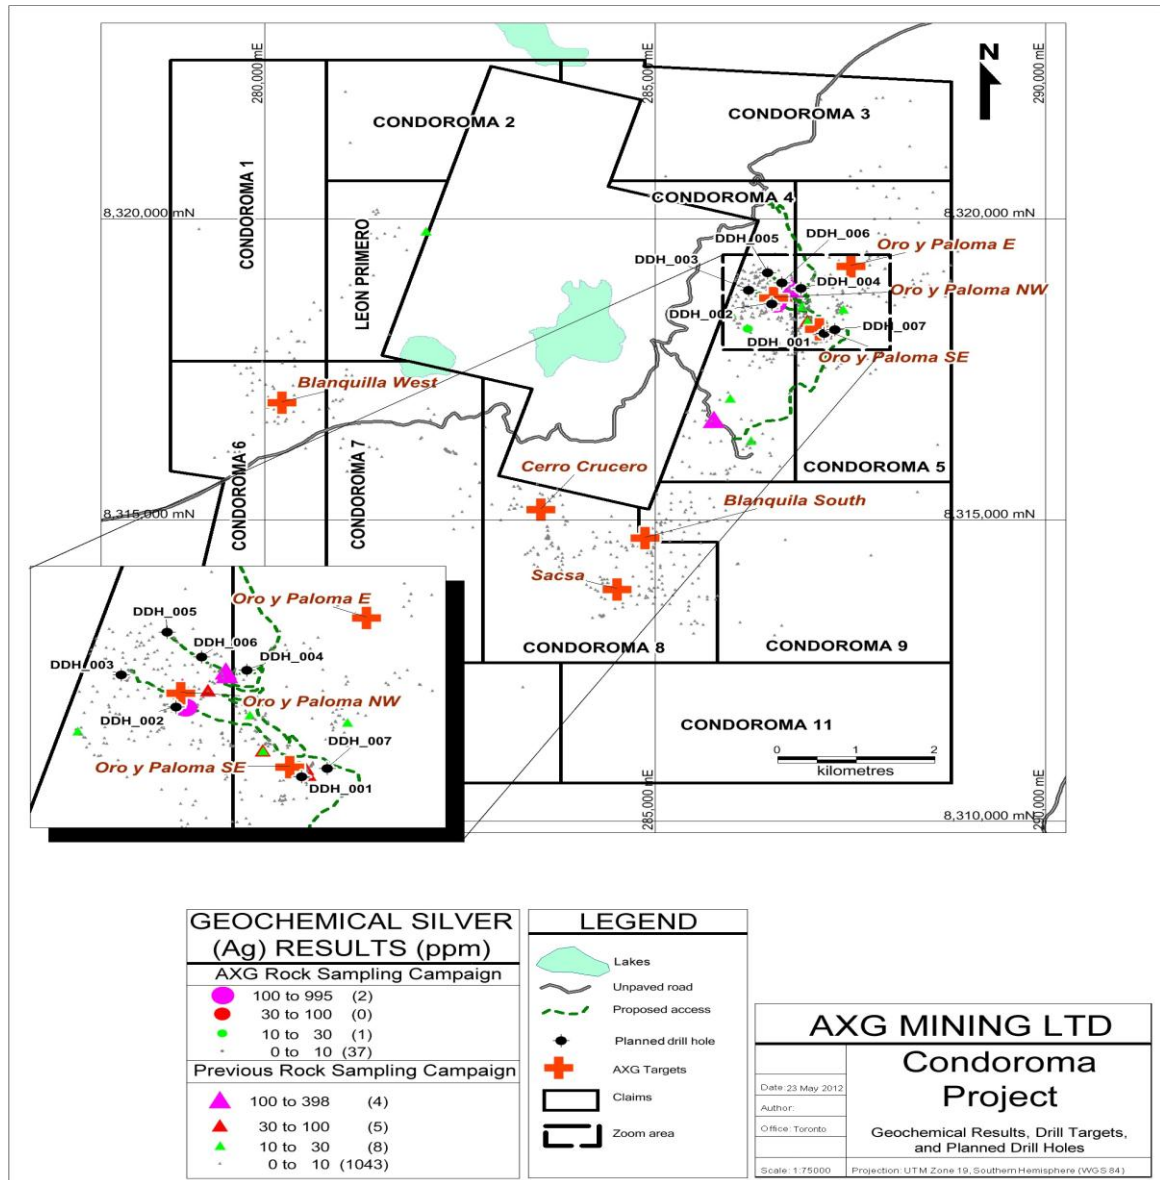 280,000 mE
285,000 mE
290,000 mE
N
CONDOROMA 2
CONDOROMA 3
CONDOROMA 1
CONDOROMA 4
8,320,000 mN
8,320,000 mN
LEON PRIMERO
DDH_005
DDH_006
Oro y Paloma E
DDH_003
DDH_004
Oro y Paloma NW
DDH_002
DDH_007
DDH_001
Oro y Paloma SE
Blanquilla West
CONDOROMA 6
CONDOROMA 7
Cerro Crucero
CONDOROMA 5
Blanquila South
8,315,000 mN
8,315,000 mN
Sacsa
CONDOROMA 8
CONDOROMA 9
CONDOROMA 11
0 1 2
kilometres
285,000 mE
290,000 mE
8,310,000 mN
Oro y Paloma E
DDH_005
DDH_006
DDH_003
DDH_004
Oro y Paloma NW
DDH_002
DDH_007
Oro y Paloma SE
DDH_001
GEOCHEMICAL SILVER
(Ag) RESULTS (ppm)
AXG Rock Sampling Campaign
100 to 995 (2)
30 to 100 (0)
10 to 30 (1)
0 to 10 (37)
Previous Rock Sampling Campaign
100 to 398 (4)
30 to 100 (5)
10 to 30 (8)
0 to 10 (1043)
LEGEND
Lakes
Unpaved road
Proposed access
Planned drill hole
AXG Targets
Claims
Zoom area
AXG MINING LTD
Condoroma
Project
Date: 23 May 2012
Author:
Office: Toronto
Geochemical Results, Drill Targets,
and Planned Drill Holes
Scale: 1:75000
Projection: UTM Zone 19, Southern Hemisphere (WGS 84)